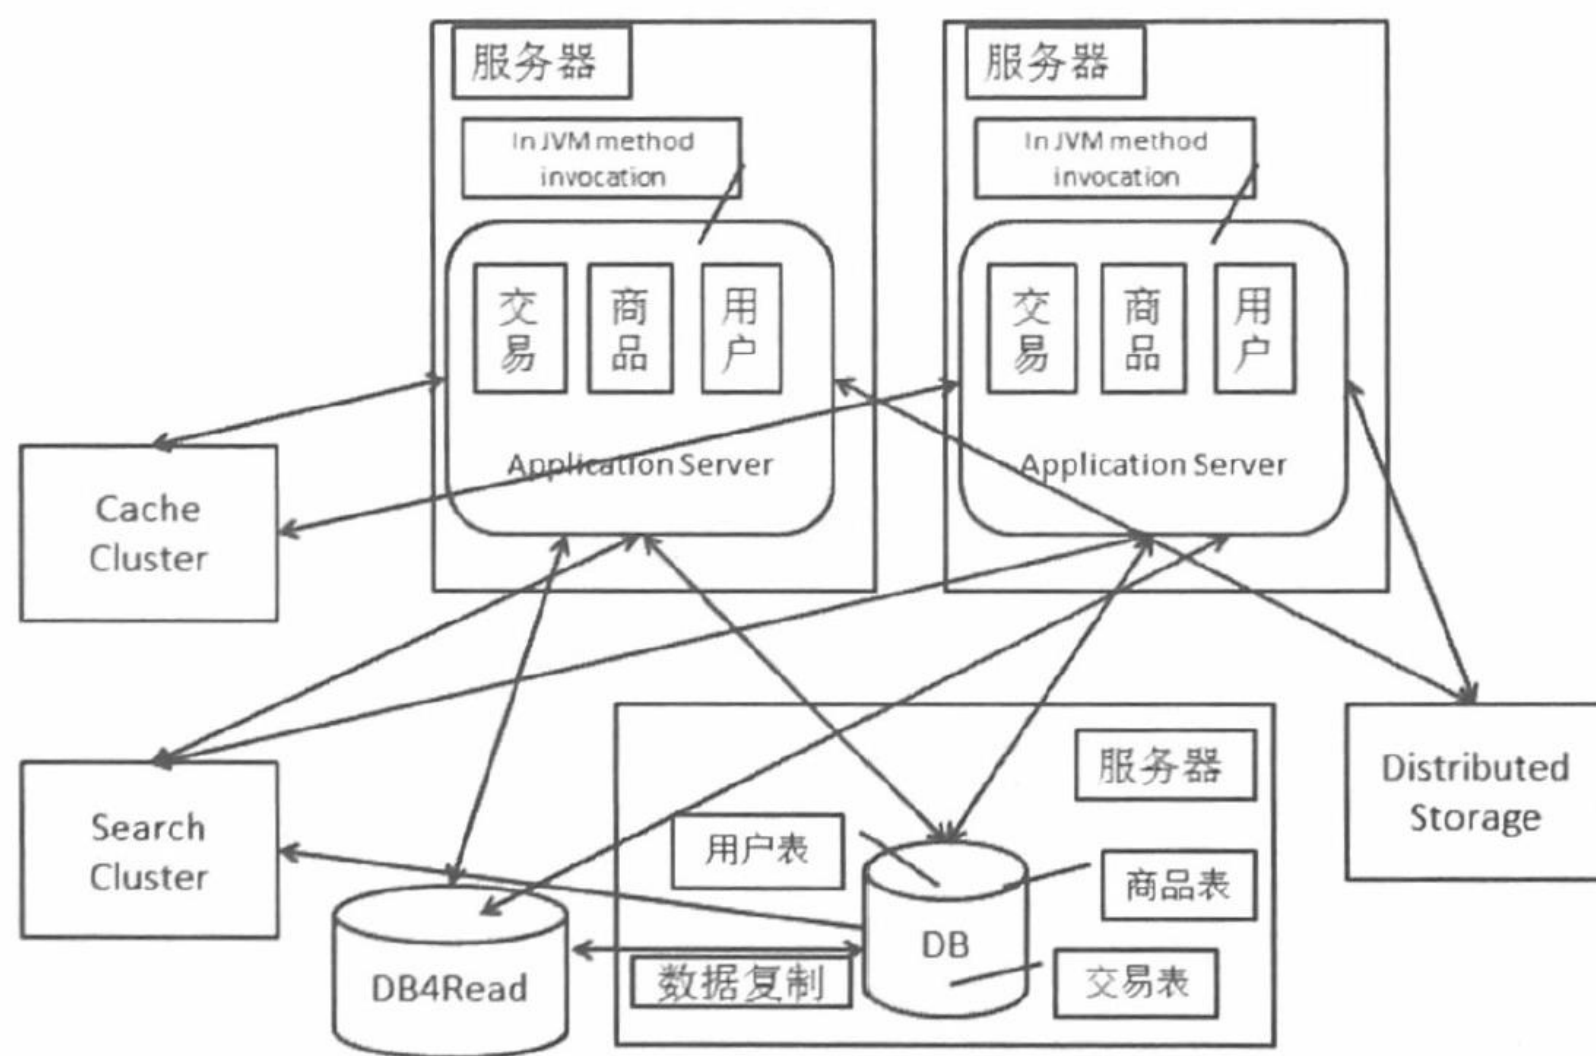 服务器
In JVM method
invocation
交
易
商
品
用
户
Application Server
服务器
In JVM method
invocation
交
易
商
品
用
户
Application Server
Cache
Cluster
Search
Cluster
DB4Read
服务器
用户表
商品表
DB
数据复制
交易表
Distributed
Storage